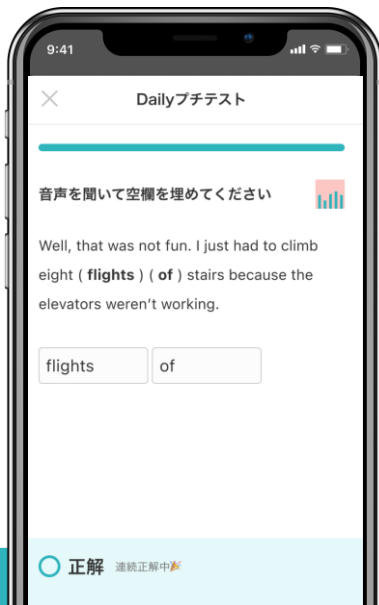 9:41
Dailyプチテスト
音声を聞いて空欄を埋めてください
Well, that was not fun. I just had to climb
eight ( flights ) ( of ) stairs because the
elevators weren't working.
flights of
正解 連続正解中🎉